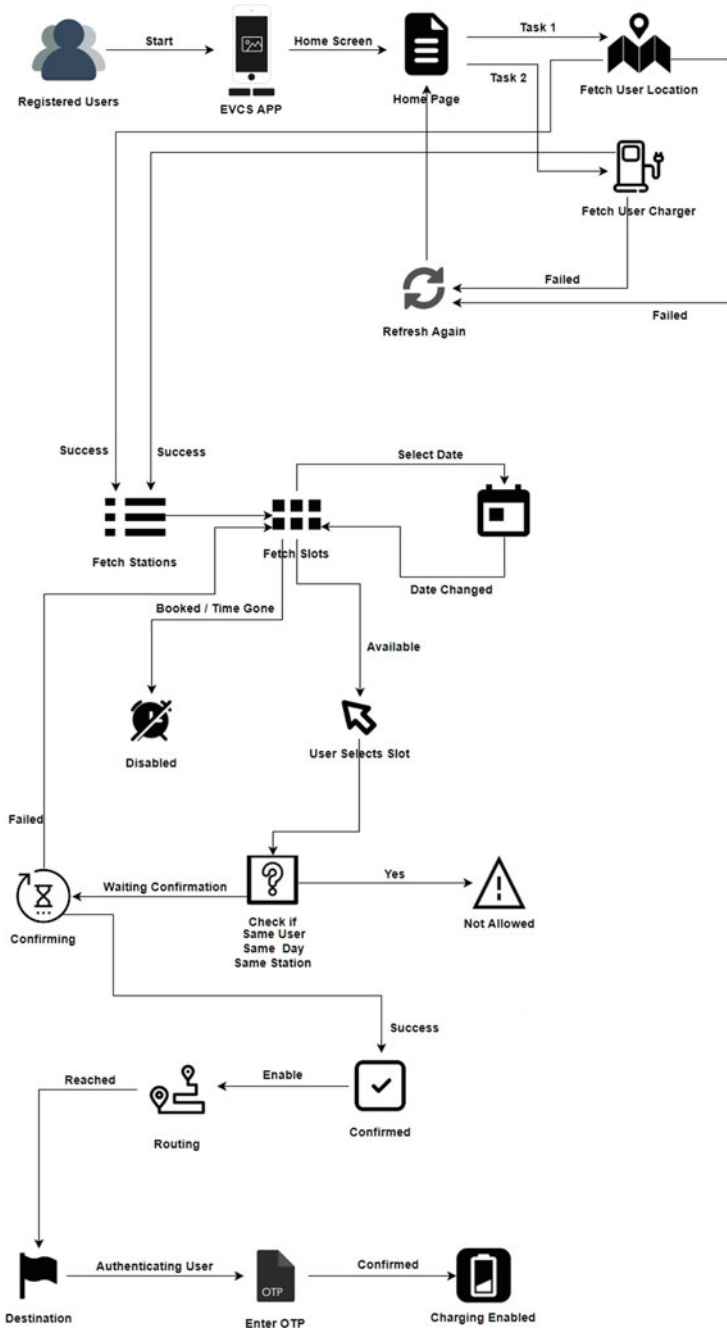 Start
Home Screen
Task 1
Task 2
Registered Users
EVCS APP
Home Page
Fetch User Location
Fetch User Charger
Failed
Failed
Refresh Again
Success
Success
Select Date
Fetch Stations
Fetch Slots
Date Changed
Booked / Time Gone
Available
Disabled
User Selects Slot
Failed
Waiting Confirmation
Yes
Confirming
Check if
Same User
Same Day
Same Station
Not Allowed
Success
Reached
Enable
Routing
Confirmed
Authenticating User
OTP
Confirmed
Destination
Enter OTP
Charging Enabled